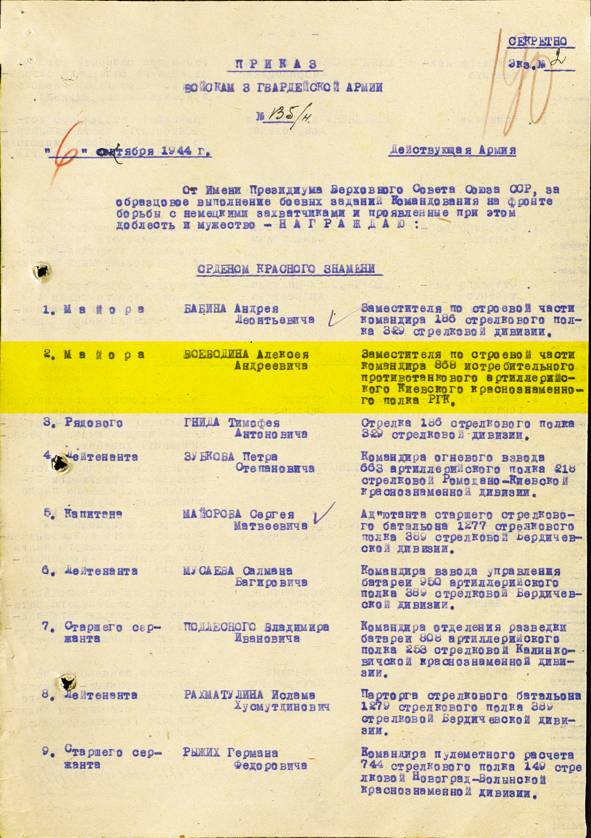 СЕКРЕТНО
Экз.№ 2
190
ПРИКАЗ
ВОЙСКАМ 3 ГВАРДЕЙСКОЙ АРМИИ
№ 135/н
"6" октября 1944 г. Действующая Армия
От Имени Президиума Верховного Совета Союза ССР, за
образцовое выполнение боевых заданий Командования на фронте
борьбы с немецкими захватчиками и проявленные при этом
доблесть и мужество - НАГРАЖДАЮ:
ОРДЕНОМ КРАСНОГО ЗНАМЕНИ
1. Майора БАБИНА Андрея Заместителя по строевой части
Леонтьевича командира 186 стрелкового пол-
ка 329 стрелковой дивизии.
2. Майора ВОЕВОДИНА Алексея Заместителя по строевой части
Андреевича командира 868 истребительного
противотанкового артиллерийс-
кого Киевского краснознаменно-
го полка РГК.
3. Рядового ГНИДА Тимофея Стрелка 186 стрелкового полка
Антоновича 329 стрелковой дивизии.
4. Лейтенанта ЗУБКОВА Петра Командира огневого взвода
Степановича 663 артиллерийского полка 218
стрелковой Ромодано-Киевской
краснознаменной дивизии.
5. Капитана МАЙОРОВА Сергея Ад"ютанта старшего стрелково-
Матвеевича го батальона 1277 стрелкового
полка 389 стрелковой Бердичев-
ской дивизии.
6. Лейтенанта МУСАЕВА Салмана Командира взвода управления
Багировича батареи 950 артиллерийского
полка 389 стрелковой Бердичев-
ской дивизии.
7. Старшего сер- ПОДЛЕСНОГО Владимира Командира отделения разведки
жанта Ивановича батареи 808 артиллерийского
полка 253 стрелковой Калинко-
вичской краснознаменной диви-
зии.
8. Лейтенанта РАХМАТУЛИНА Ислама Парторга стрелкового батальона
Хусмутдинович 1279 стрелкового полка 389
стрелковой Бердичевской диви-
зии.
9. Старшего сер- РЫЖИХ Германа Командира пулеметного расчета
жанта Федоровича 744 стрелкового полка 149 стре
лковой Новоград-Волынской
краснознаменной дивизии.